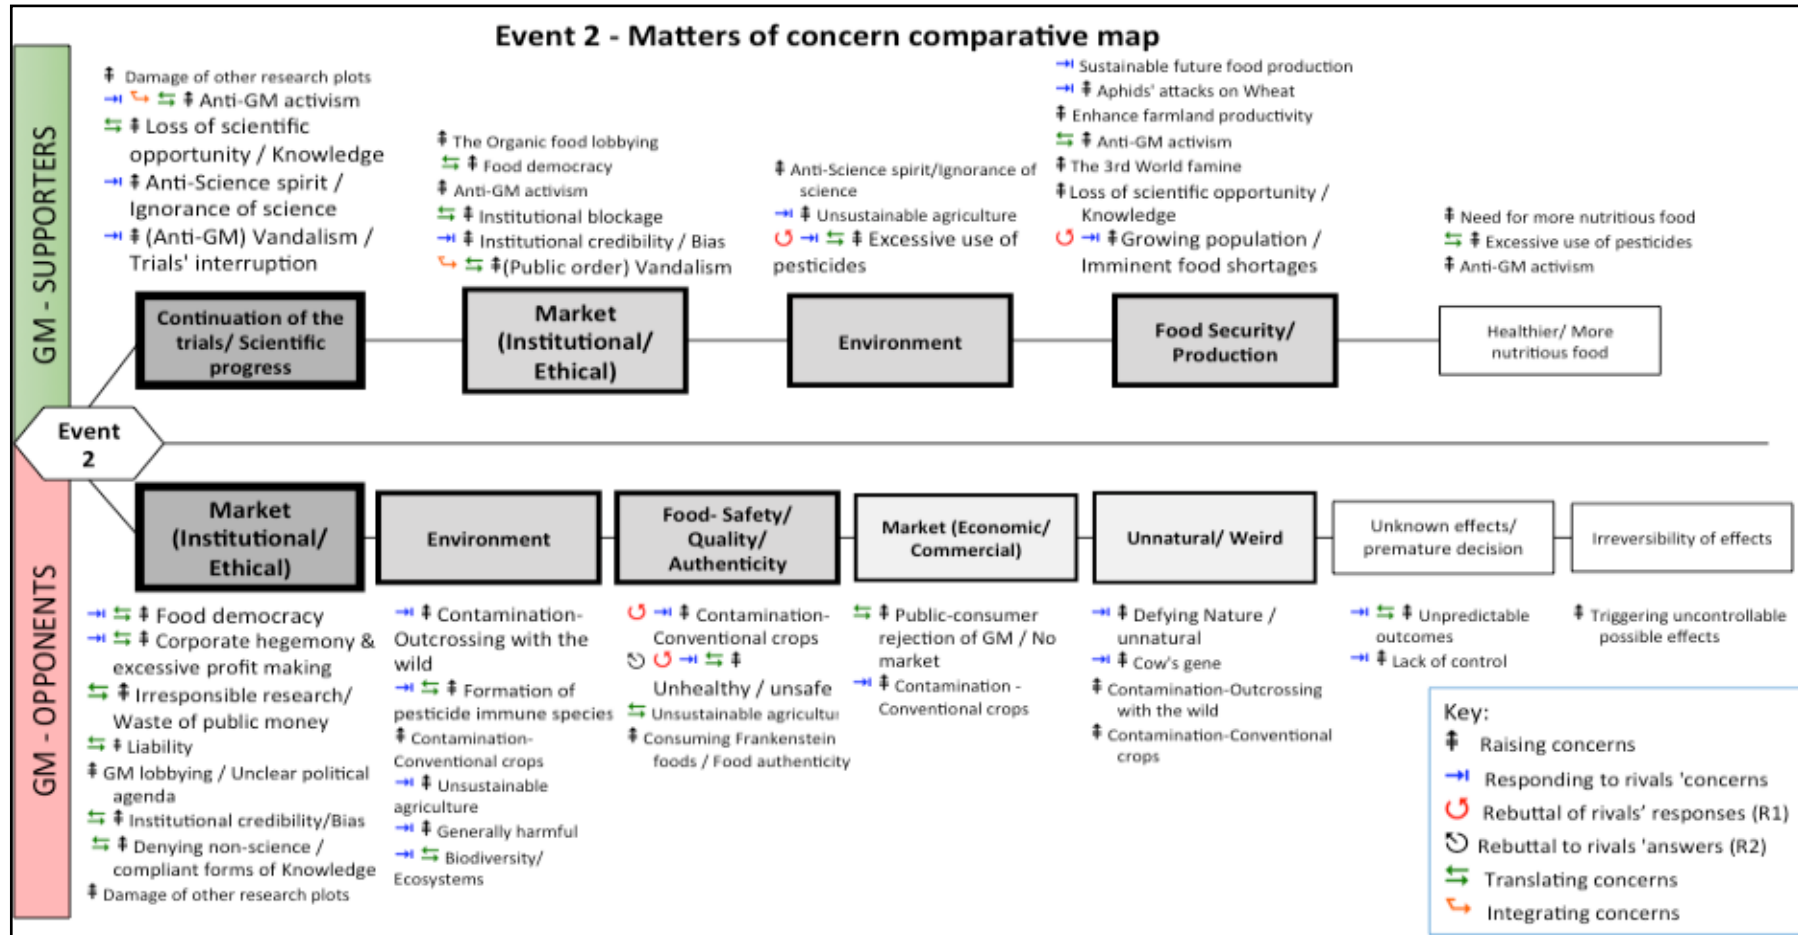 Event 2 - Matters of concern comparative map
GM - SUPPORTERS
Damage of other research plots
Anti-GM activism
Loss of scientific
opportunity / Knowledge
Anti-Science spirit /
Ignorance of science
(Anti-GM) Vandalism /
Trials' interruption
The Organic food lobbying
Food democracy
Anti-GM activism
Institutional blockage
Institutional credibility / Bias
(Public order) Vandalism
Anti-Science spirit/Ignorance of
science
Unsustainable agriculture
Excessive use of
pesticides
Sustainable future food production
Aphids' attacks on Wheat
Enhance farmland productivity
Anti-GM activism
The 3rd World famine
Loss of scientific opportunity /
Knowledge
Growing population /
Imminent food shortages
Need for more nutritious food
Excessive use of pesticides
Anti-GM activism
Continuation of the
trials/ Scientific
progress
Market
(Institutional/
Ethical)
Environment
Food Security/
Production
Healthier/ More
nutritious food
Event
2
GM - OPPONENTS
Market
(Institutional/
Ethical)
Environment
Food- Safety/
Quality/
Authenticity
Market (Economic/
Commercial)
Unnatural/ Weird
Unknown effects/
premature decision
Irreversibility of effects
Food democracy
Corporate hegemony &
excessive profit making
Irresponsible research/
Waste of public money
Liability
GM lobbying / Unclear political
agenda
Institutional credibility/Bias
Denying non-science /
compliant forms of Knowledge
Damage of other research plots
Contamination-
Outcrossing with the
wild
Formation of
pesticide immune species
Contamination-
Conventional crops
Unsustainable
agriculture
Generally harmful
Biodiversity/
Ecosystems
Contamination-
Conventional crops
Unhealthy / unsafe
Unsustainable agricultu
Consuming Frankenstein
foods / Food authenticity
Public-consumer
rejection of GM / No
market
Contamination -
Conventional crops
Defying Nature /
unnatural
Cow's gene
Contamination-Outcrossing
with the wild
Contamination-Conventional
crops
Unpredictable
outcomes
Lack of control
Triggering uncontrollable
possible effects
Key:
Raising concerns
Responding to rivals 'concerns
Rebuttal of rivals' responses (R1)
Rebuttal to rivals 'answers (R2)
Translating concerns
Integrating concerns